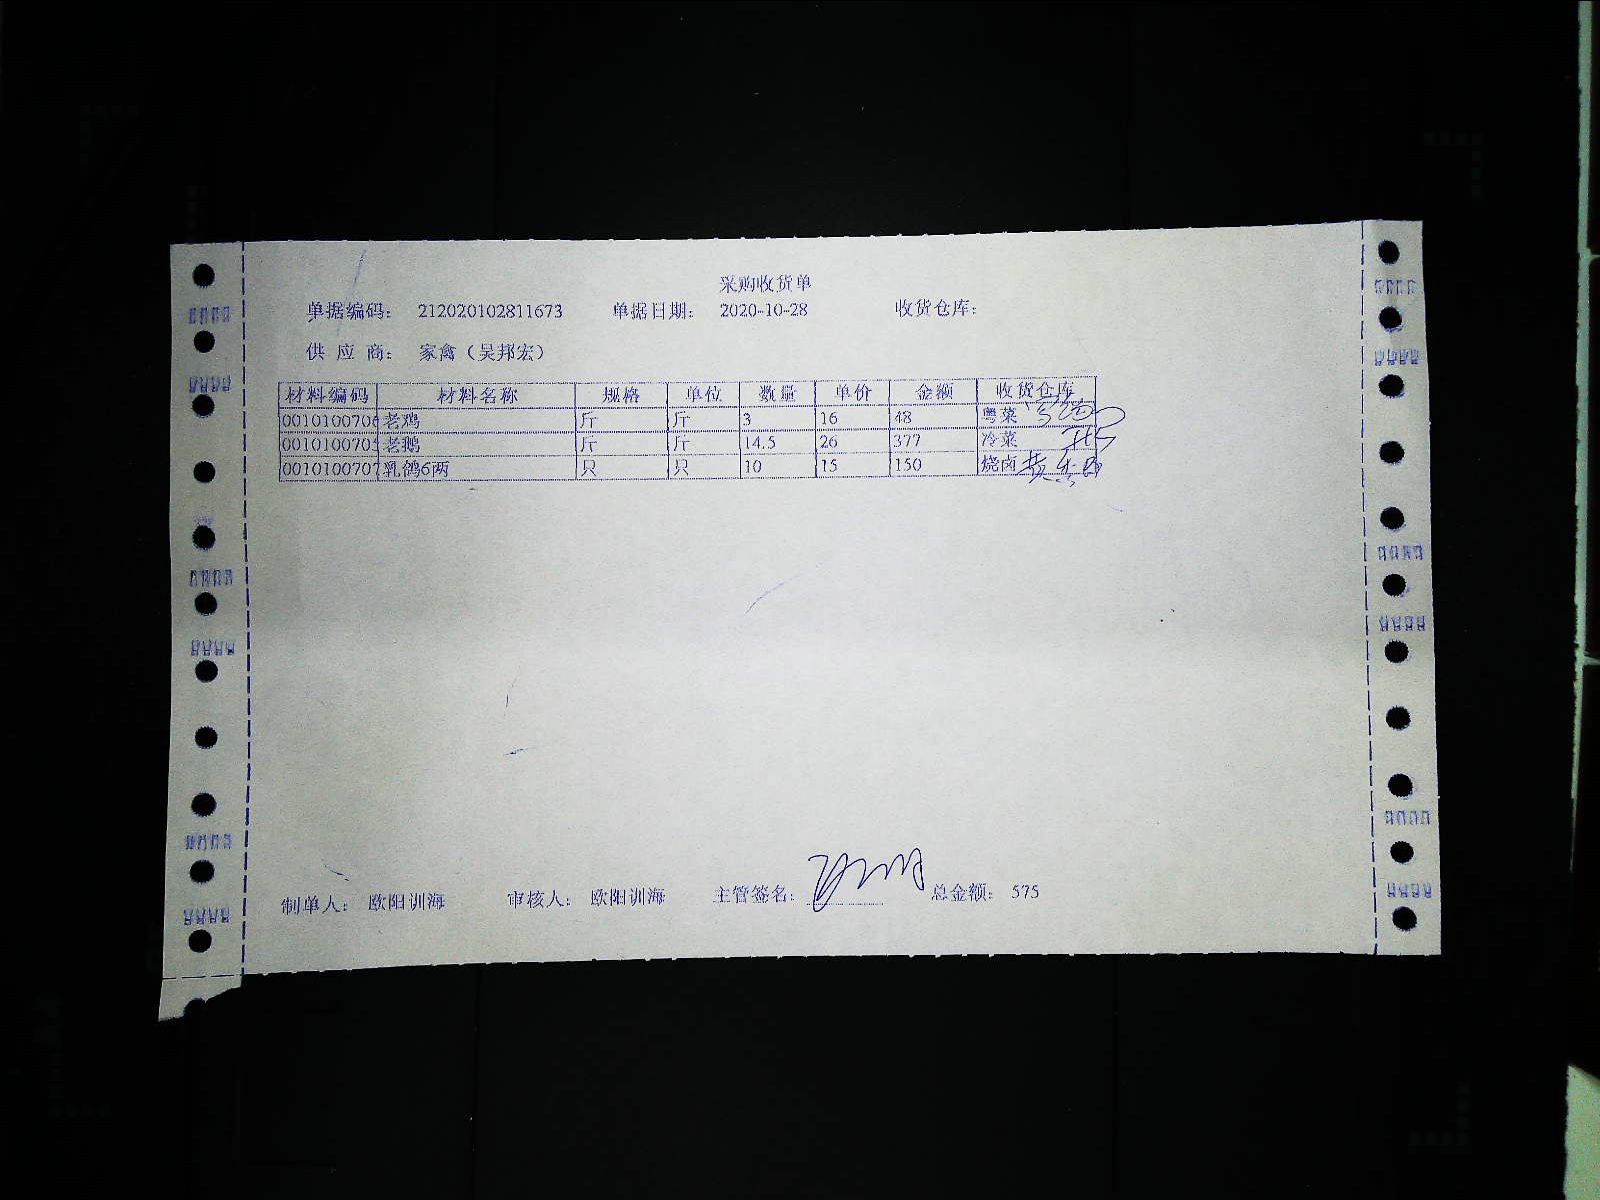 采购收货单
单据编码： 212020102811673 单据日期： 2020-10-28 收货仓库：
供 应 商： 家禽（吴邦宏）
材料编码 材料名称 规格 单位 数量 单价 金额 收货仓库
0010100706 老鸡 斤 斤 3 16 48 粤菜
0010100705 老鹅 斤 斤 14.5 26 377 冷菜
0010100707 乳鸽6两 只 只 10 15 150 烧卤
制单人： 欧阳训海 审核人： 欧阳训海 主管签名： 总金额： 575